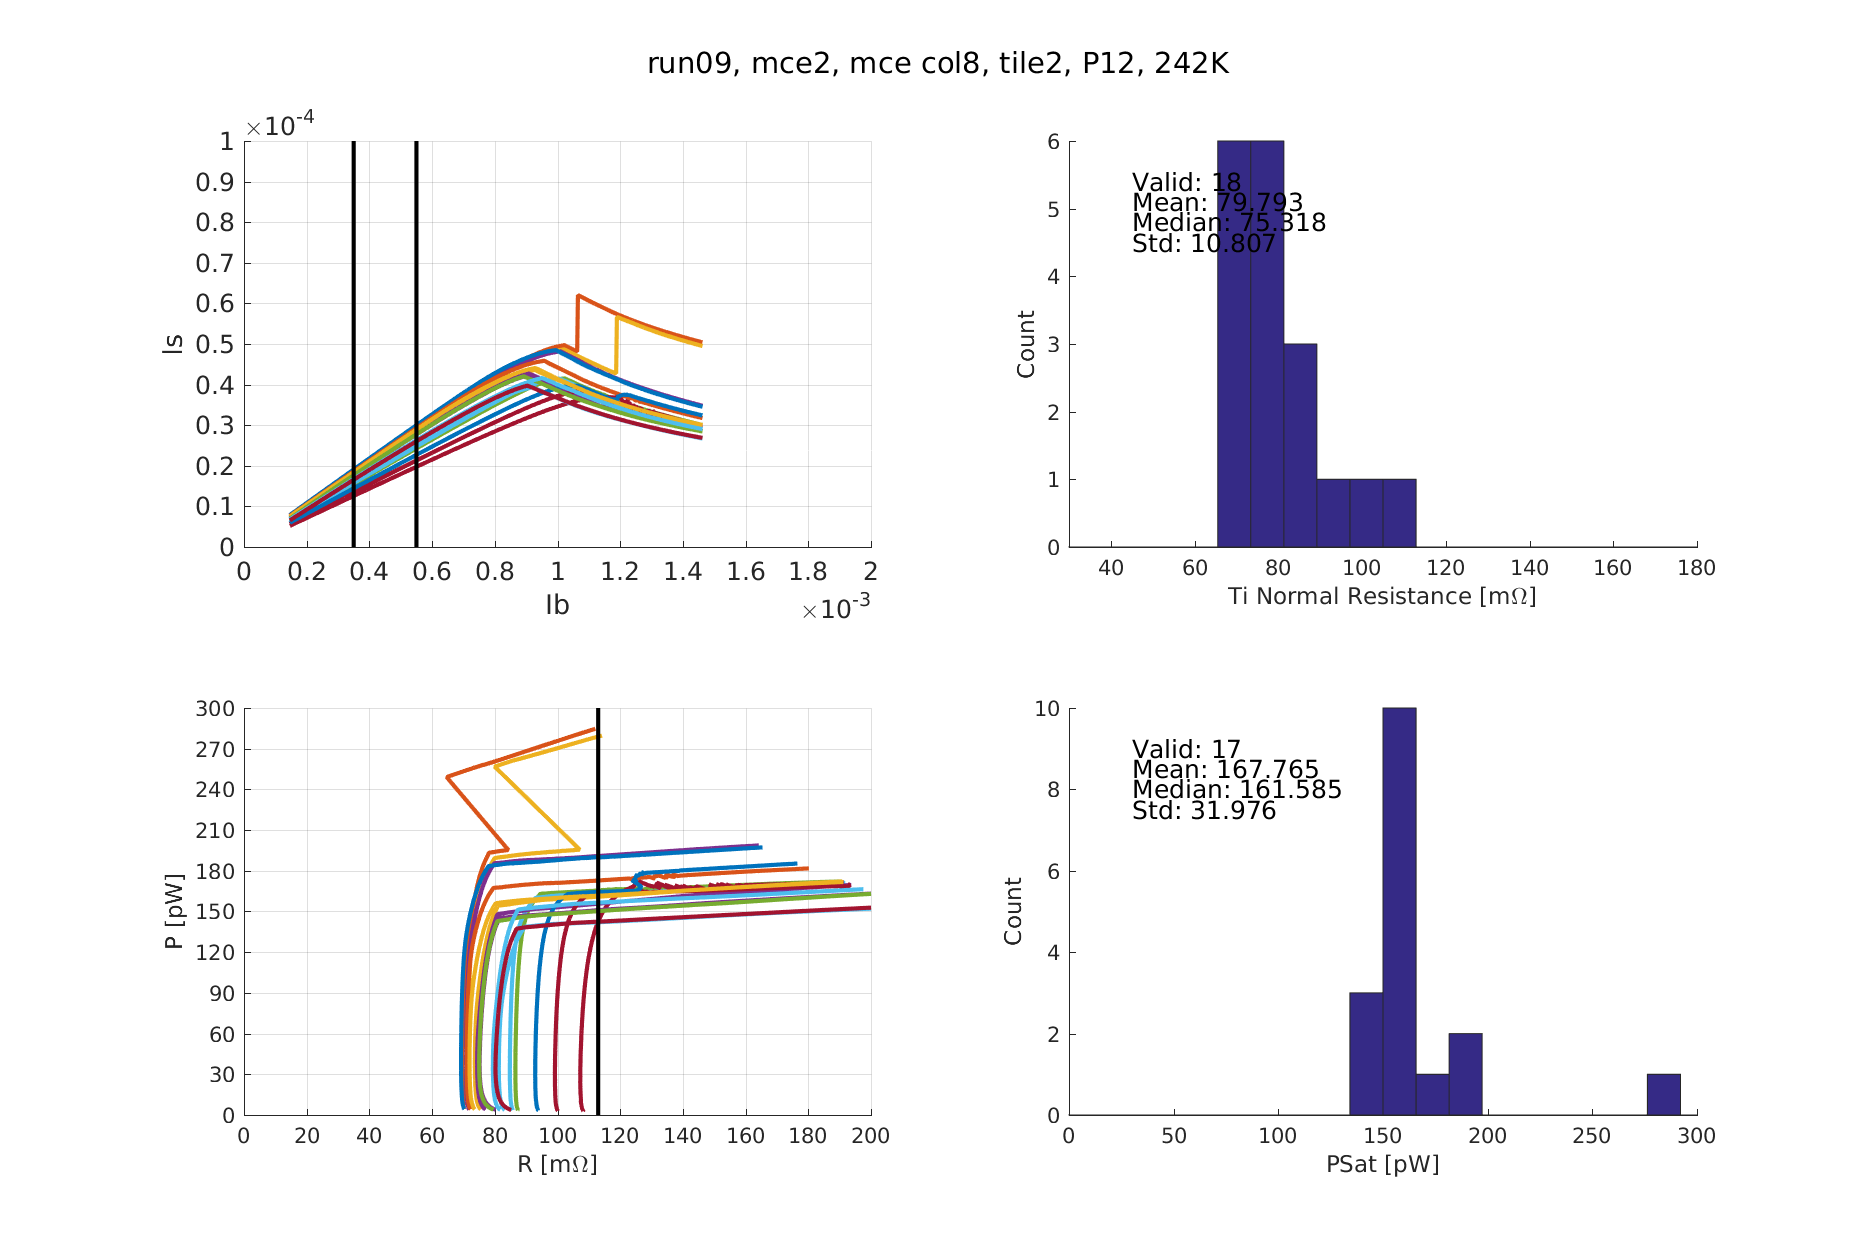 run09, mce2, mce col8, tile2, P12, 242K
×10-4
1
0.9
0.8
0.7
0.6
0.5
0.4
0.3
0.2
0.1
0
Is
0 0.2 0.4 0.6 0.8 1 1.2 1.4 1.6 1.8 2
Ib
×10-3
6
5
4
3
2
1
0
Count
Valid: 18
Mean: 79.793
Median: 75.318
Std: 10.807
40 60 80 100 120 140 160 180
Ti Normal Resistance [mΩ]
300
270
240
210
180
150
120
90
60
30
0
P [pW]
0 20 40 60 80 100 120 140 160 180 200
R [mΩ]
10
8
6
4
2
0
Count
Valid: 17
Mean: 167.765
Median: 161.585
Std: 31.976
0 50 100 150 200 250 300
PSat [pW]